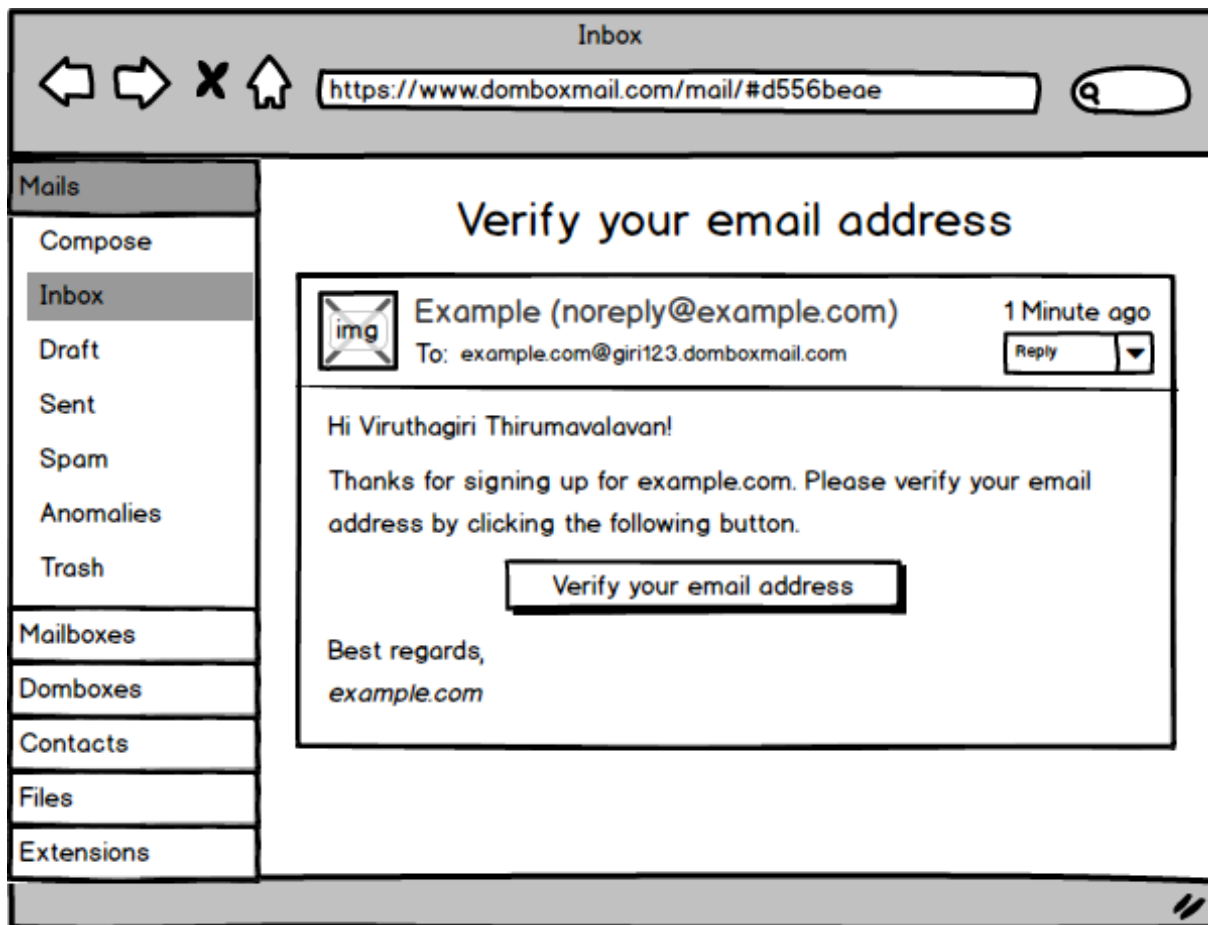 Inbox
https://www.domboxmail.com/mail/#d556beae
Mails
Compose
Inbox
Draft
Sent
Spam
Anomalies
Trash
Mailboxes
Domboxes
Contacts
Files
Extensions
Verify your email address
img
Example (noreply@example.com)
1 Minute ago
To: example.com@giri123.domboxmail.com
Reply
Hi Viruthagiri Thirumavalavan!
Thanks for signing up for example.com. Please verify your email
address by clicking the following button.
Verify your email address
Best regards,
example.com